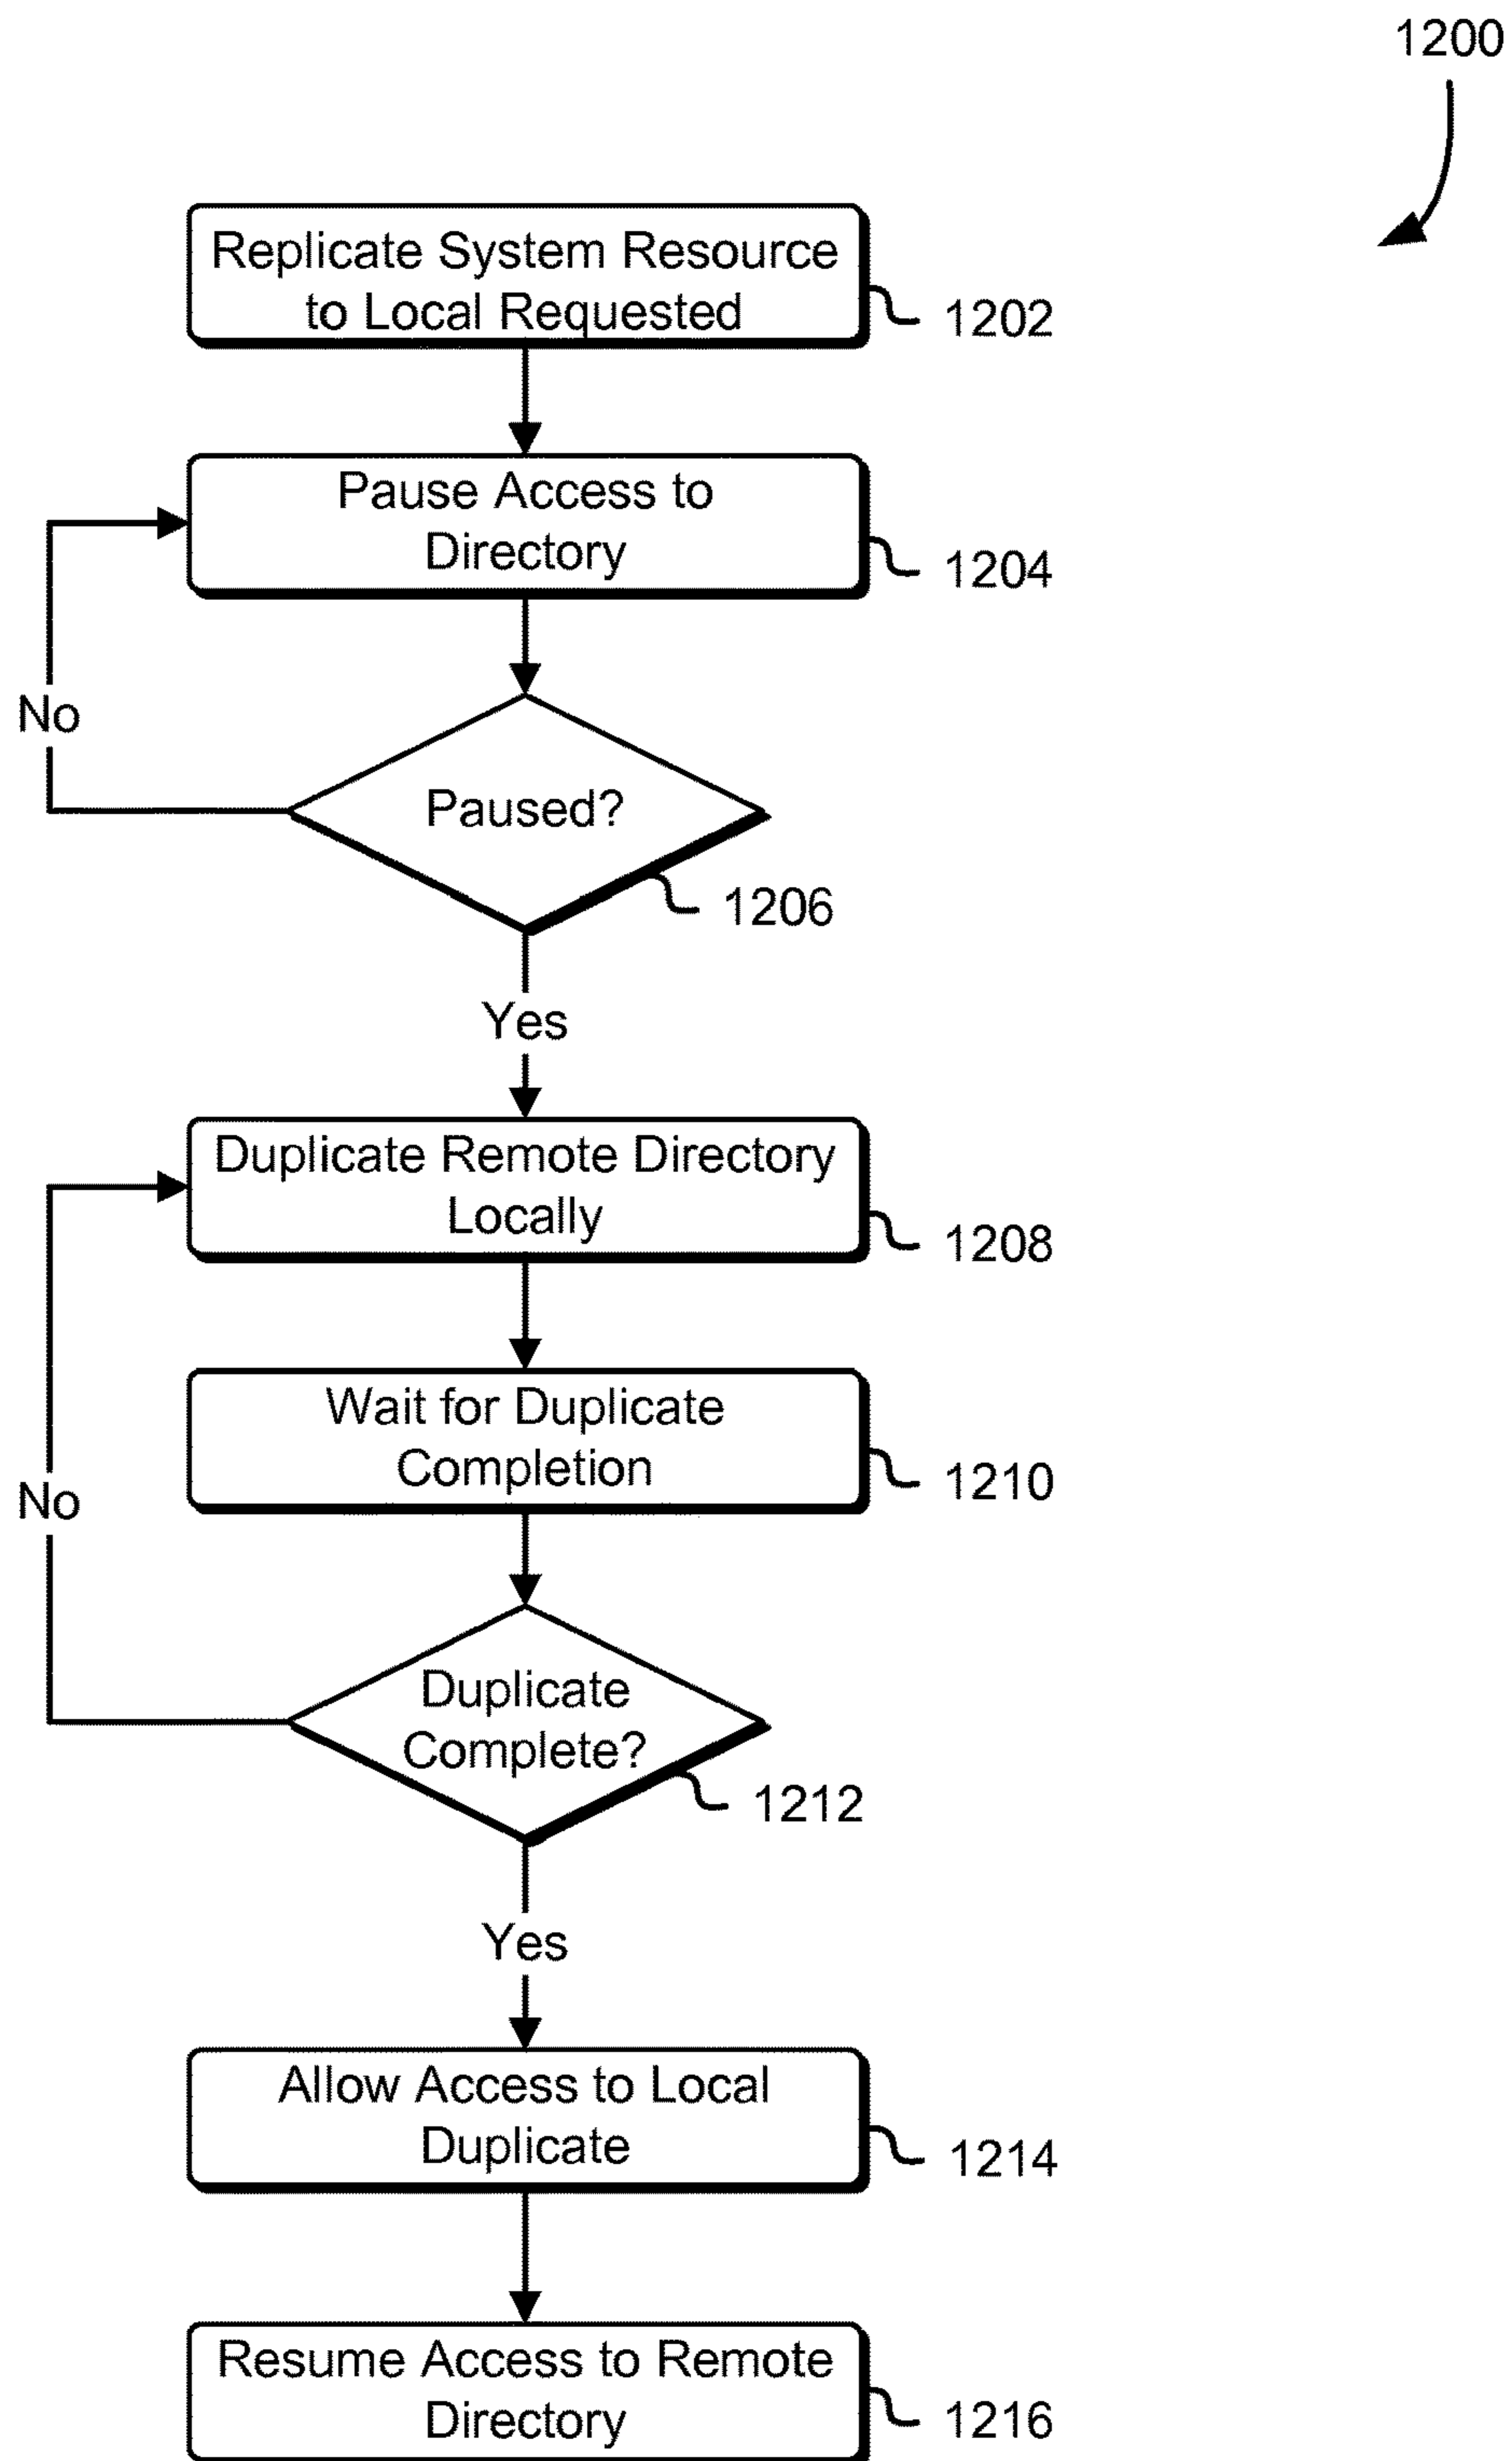 1200
Replicate System Resource
to Local Requested
1202
Pause Access to
Directory
1204
No
Paused?
1206
Yes
Duplicate Remote Directory
Locally
1208
Wait for Duplicate
Completion
1210
No
Duplicate
Complete?
1212
Yes
Allow Access to Local
Duplicate
1214
Resume Access to Remote
Directory
1216